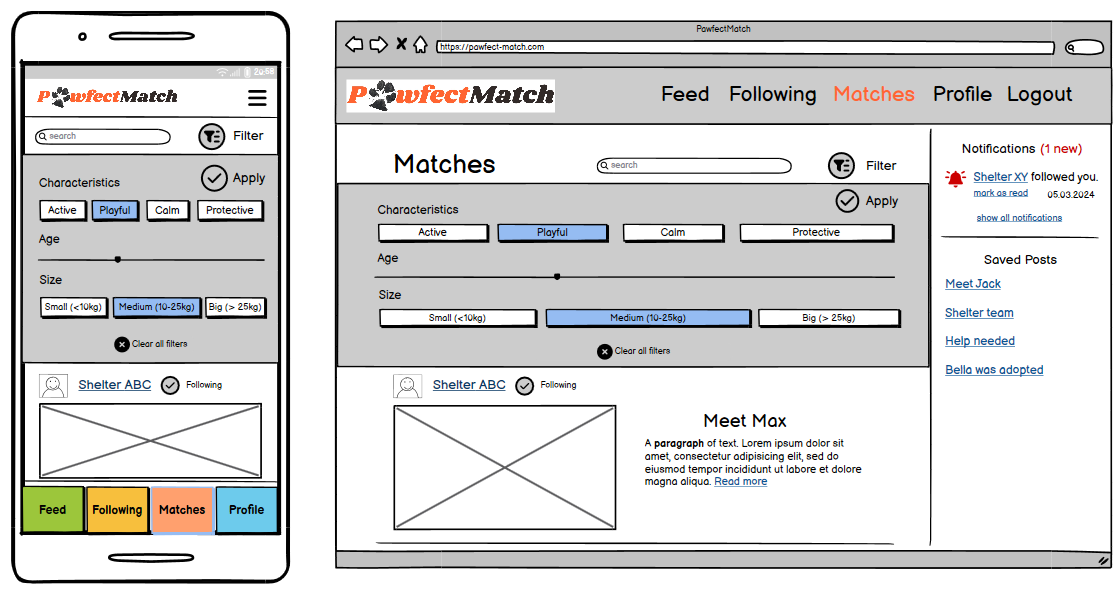 20:58
PawfectMatch
search
Filter
Characteristics
Apply
Active Playful Calm Protective
Age
Size
Small (<10kg) Medium (10-25kg) Big (> 25kg)
Clear all filters
Shelter ABC Following
Feed Following Matches Profile
PawfectMatch
https://pawfect-match.com
PawfectMatch Feed Following Matches Profile Logout
Matches search Filter
Apply
Characteristics
Active Playful Calm Protective
Age
Size
Small (<10kg) Medium (10-25kg) Big (> 25kg)
Clear all filters
Shelter ABC Following
Meet Max
A paragraph of text. Lorem ipsum dolor sit
amet, consectetur adipisicing elit, sed do
eiusmod tempor incididunt ut labore et dolore
magna aliqua. Read more
Notifications (1 new)
Shelter XY followed you.
mark as read 05.03.2024
show all notifications
Saved Posts
Meet Jack
Shelter team
Help needed
Bella was adopted